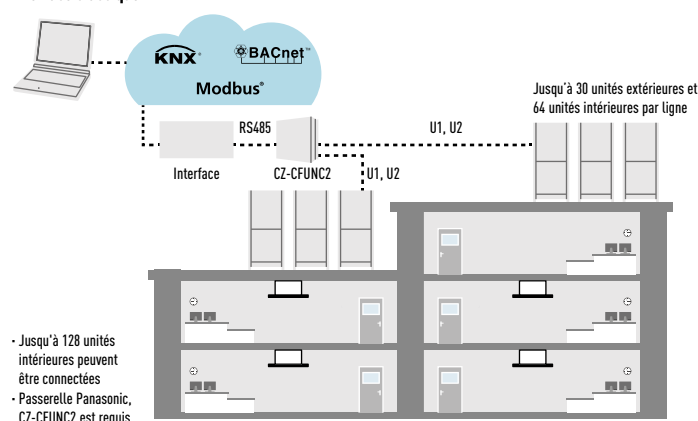 KNX®
BACnet™
Modbus®
Jusqu'à 30 unités extérieures et
64 unités intérieures par ligne
RS485
U1, U2
Interface
CZ-CFUNC2
U1, U2
· Jusqu'à 128 unités
intérieures peuvent
être connectées
· Passerelle Panasonic,
CZ-CFUNC2 est requis